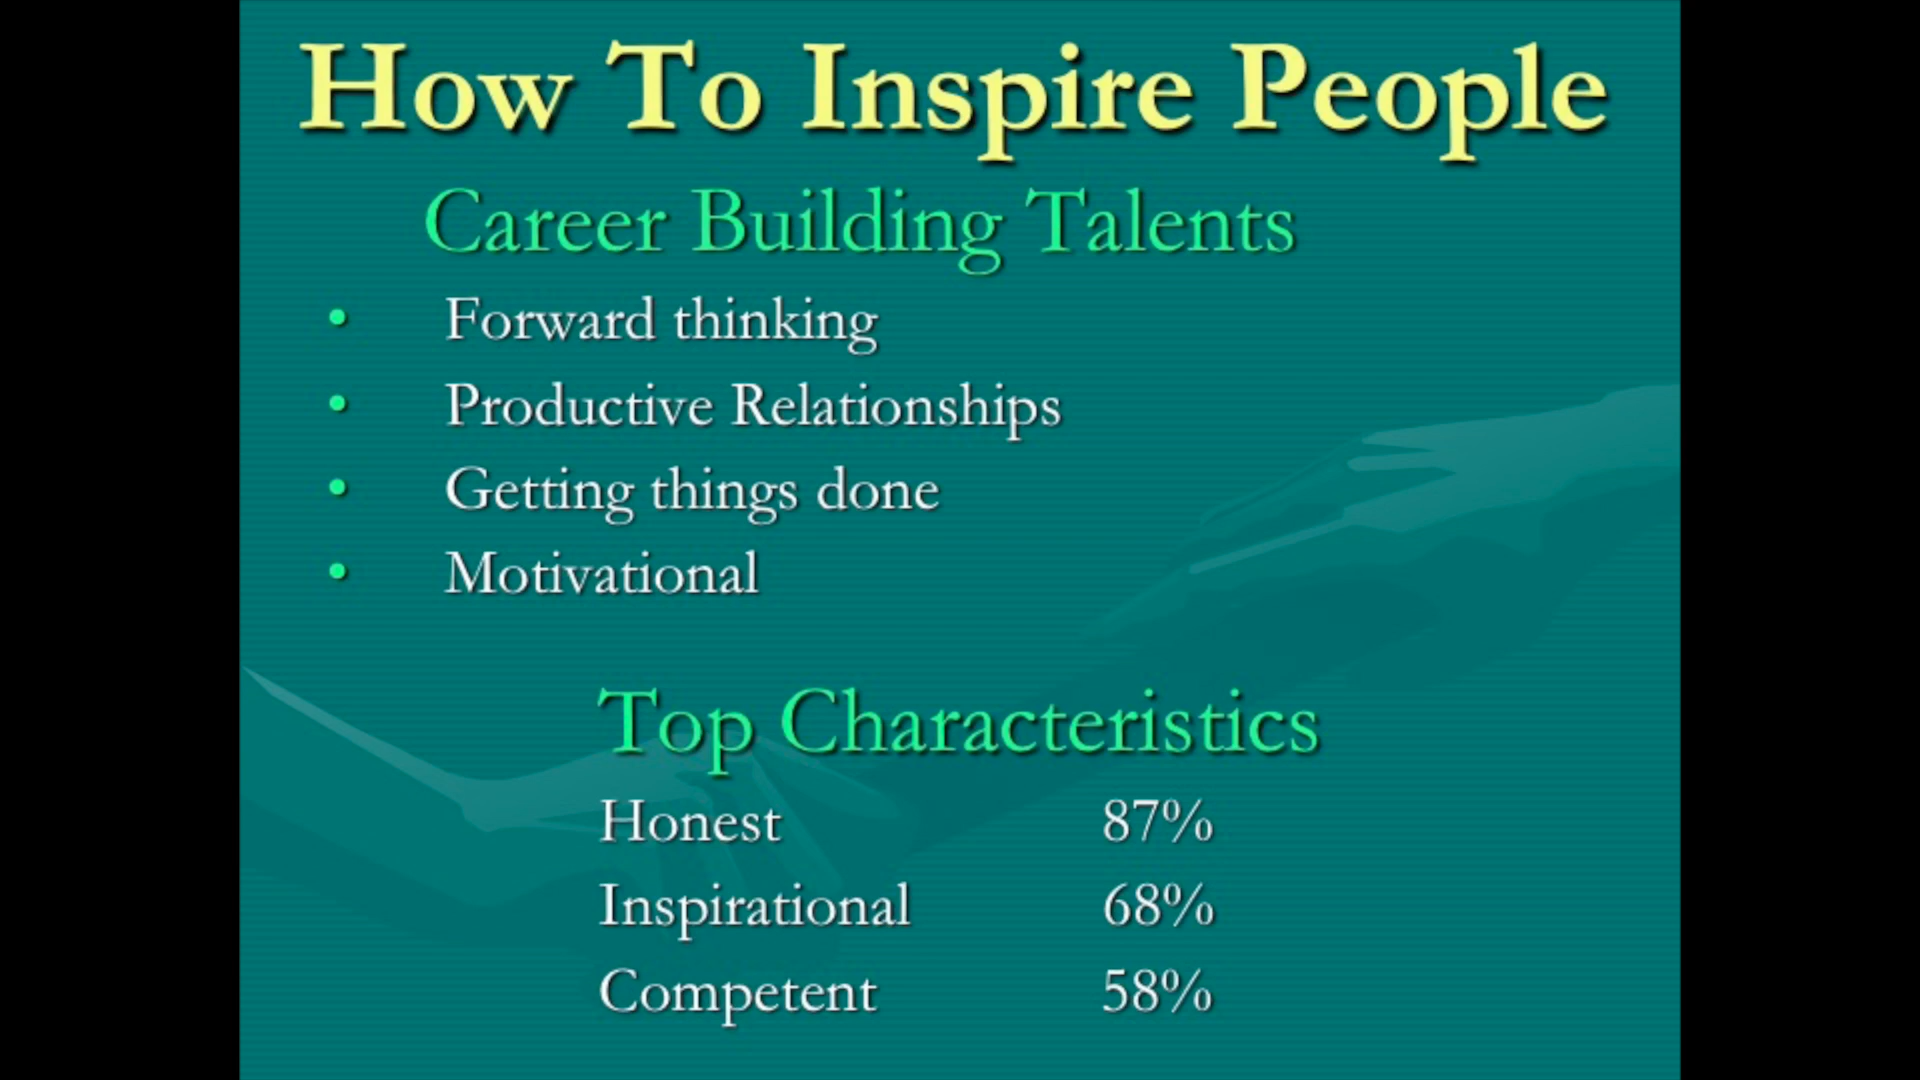 How To Inspire People
Career Building Talents
• Forward thinking
• Productive Relationships
• Getting things done
• Motivational
Top Characteristics
Honest 87%
Inspirational 68%
Competent 58%